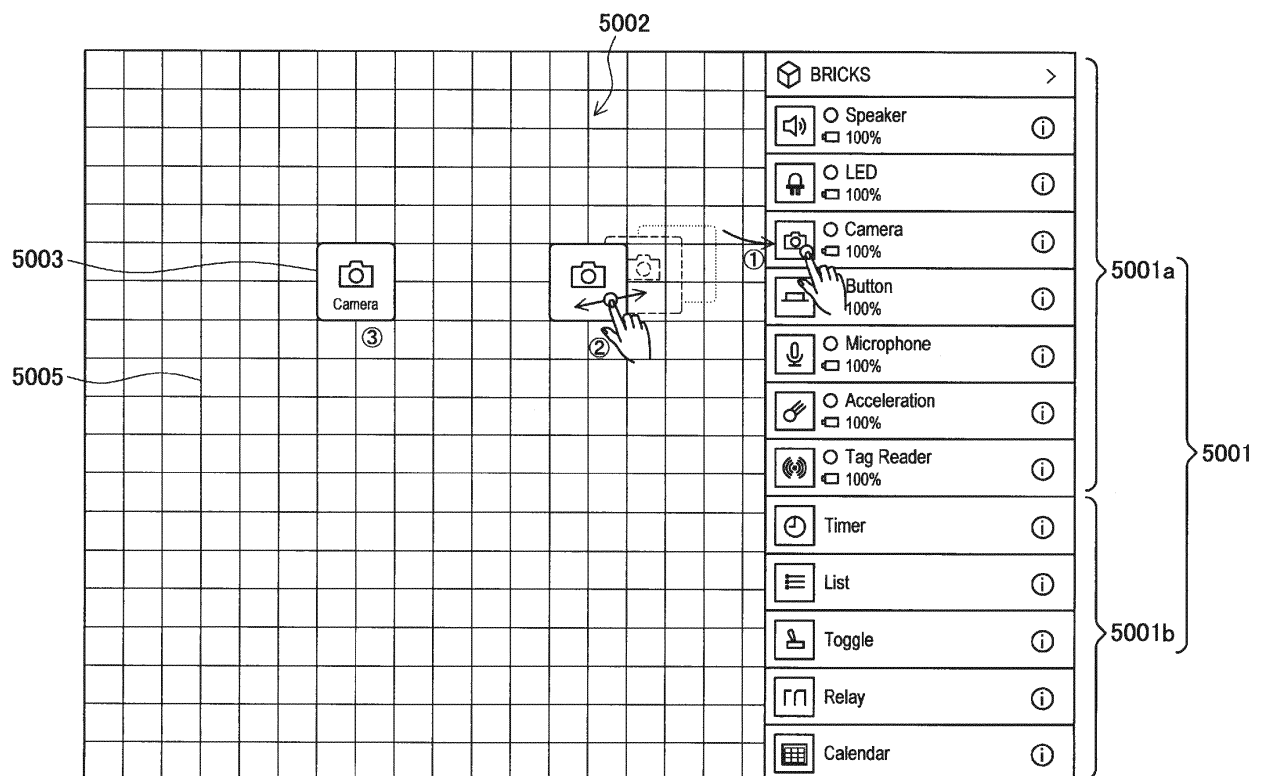 5002
BRICKS >
Speaker
100%
LED
100%
Camera
100%
①
5003
Camera
③
②
5001a
5001
Button
100%
5005
Microphone
100%
Acceleration
100%
Tag Reader
100%
Timer
List
Toggle
5001b
Relay
Calendar